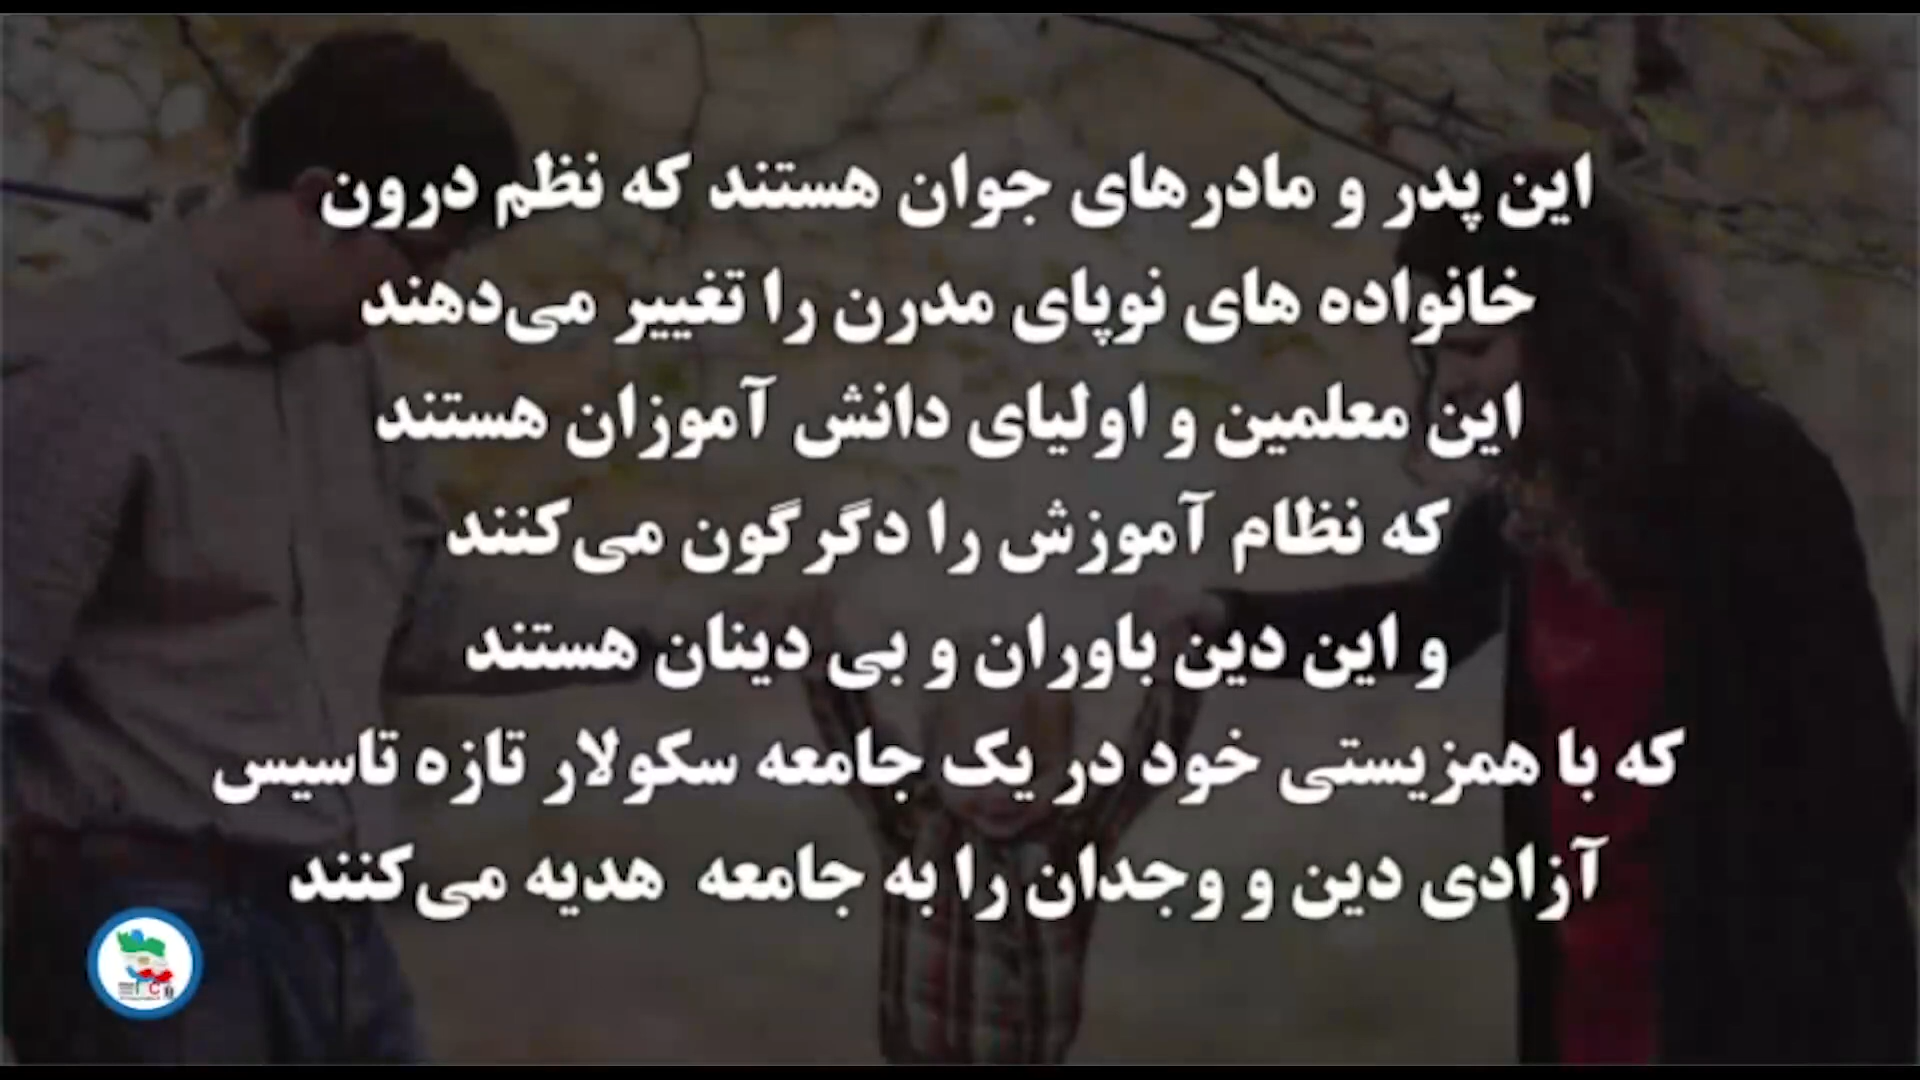 این پدر و مادرهای جوان هستند که نظم درون
خانواده های نوپای مدرن را تغییر می‌دهند
این معلمین و اولیای دانش آموزان هستند
که نظام آموزش را دگرگون می‌کنند
و این دین باوران و بی دینان هستند
که با همزیستی خود در یک جامعه سکولار تازه تاسیس
آزادی دین و وجدان را به جامعه هدیه می‌کنند